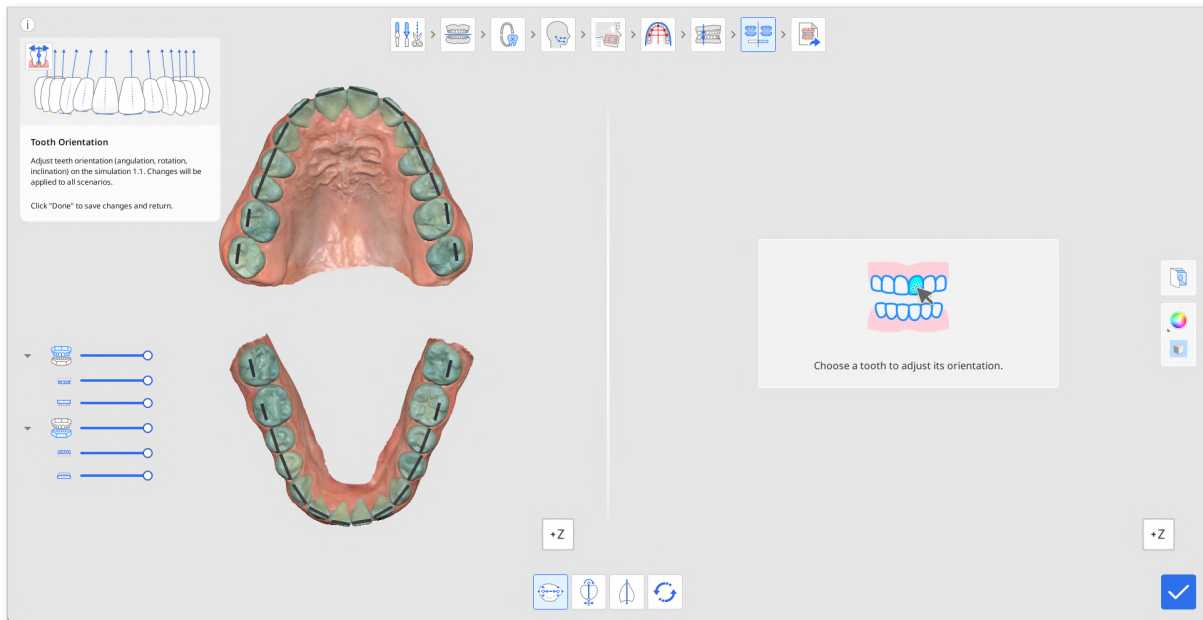 Tooth Orientation
Adjust teeth orientation (angulation, rotation,
inclination) on the simulation 1.1. Changes will be
applied to all scenarios.
Click "Done" to save changes and return.
Choose a tooth to adjust its orientation.
+Z
+Z